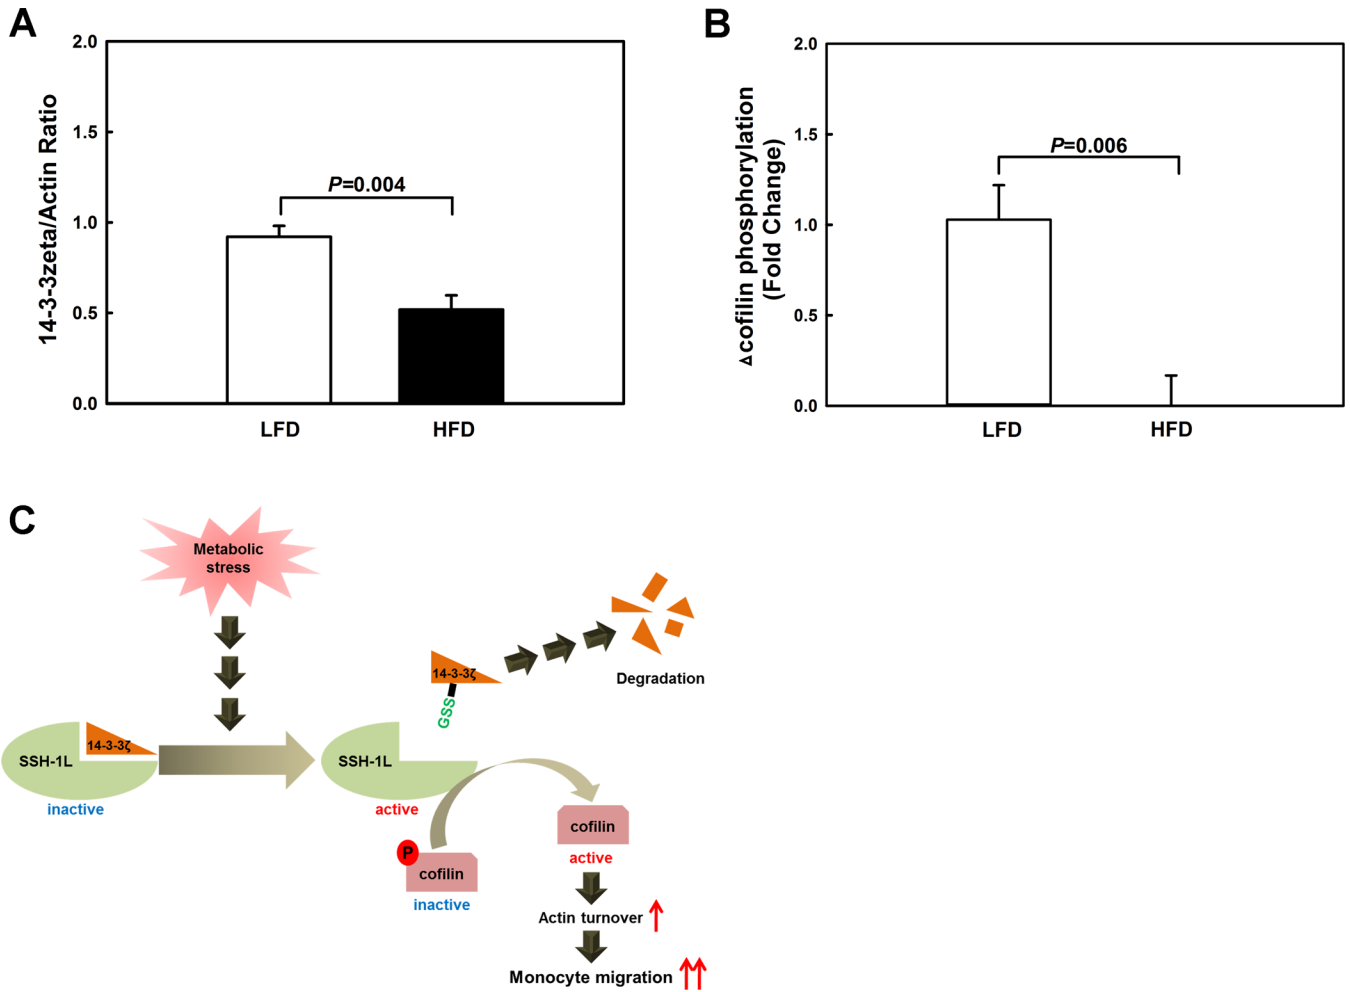 A
2.0
1.5
1.0
0.5
0.0
14-3-3zeta/Actin Ratio
P=0.004
LFD
HFD
B
2.0
1.5
1.0
0.5
0.0
▵cofilin phosphorylation
(Fold Change)
P=0.006
LFD
HFD
C
Metabolic
stress
14-3-3ζ
SSH-1L
inactive
14-3-3ζ
GSS
Degradation
SSH-1L
active
P
cofilin
inactive
cofilin
active
Actin turnover
Monocyte migration